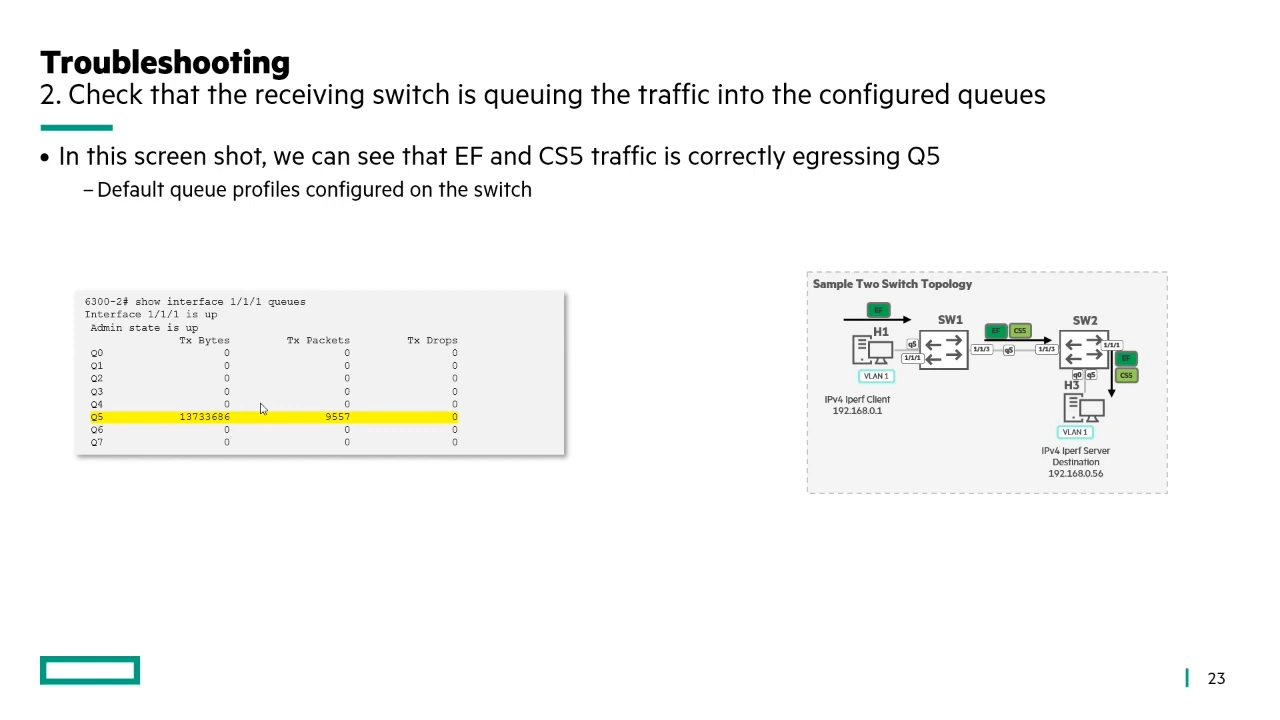 Troubleshooting
2. Check that the receiving switch is queuing the traffic into the configured queues
• In this screen shot, we can see that EF and CS5 traffic is correctly egressing Q5
– Default queue profiles configured on the switch
6300-2# show interface 1/1/1 queues
Interface 1/1/1 is up
Admin state is up
Tx Bytes Tx Packets Tx Drops
Q0 0 0 0
Q1 0 0 0
Q2 0 0 0
Q3 0 0 0
Q4 0 0 0
Q5 13733686 9557 0
Q6 0 0 0
Q7 0 0 0
Sample Two Switch Topology
EF
H1
SW1
EF CS5
SW2
q5
1/1/1
1/1/3
q5
1/1/3
1/1/1
EF
CS5
VLAN 1
q0 q5
H3
IPv4 Iperf Client
192.168.0.1
VLAN 1
IPv4 Iperf Server
Destination
192.168.0.56
23